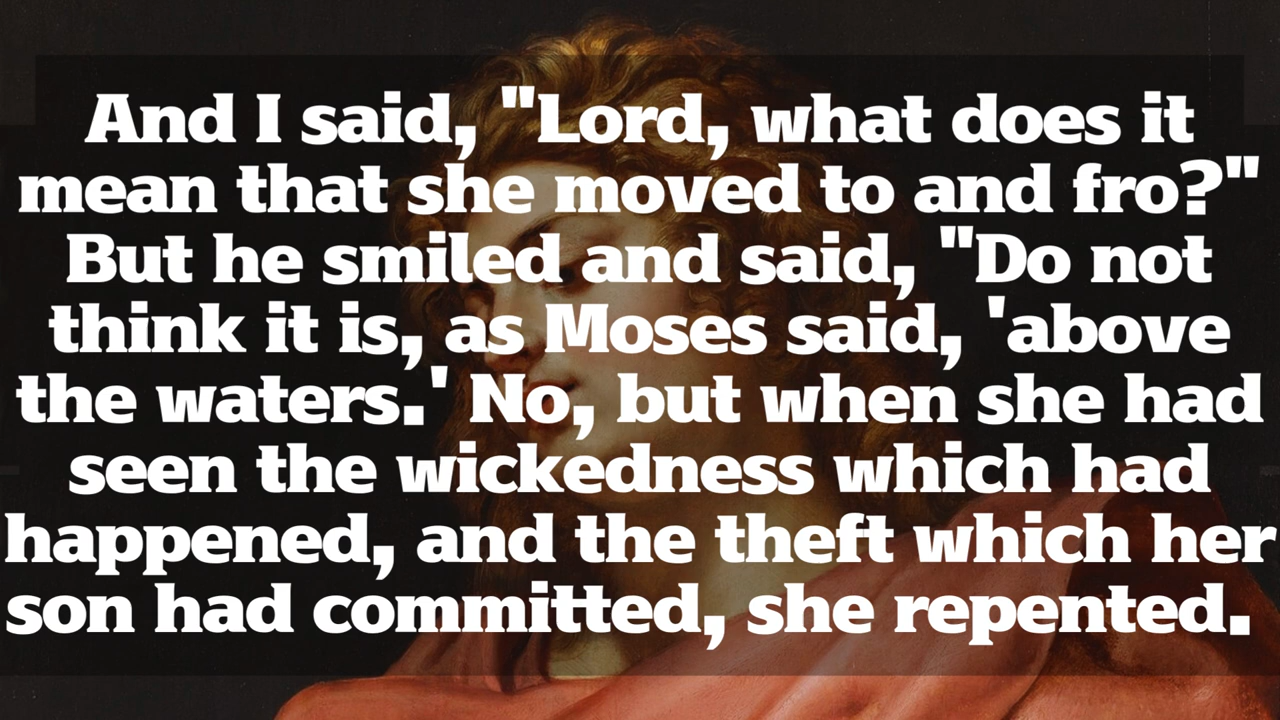 And I said, "Lord, what does it
mean that she moved to and fro?"
But he smiled and said, "Do not
think it is, as Moses said, 'above
the waters.' No, but when she had
seen the wickedness which had
happened, and the theft which her
son had committed, she repented.